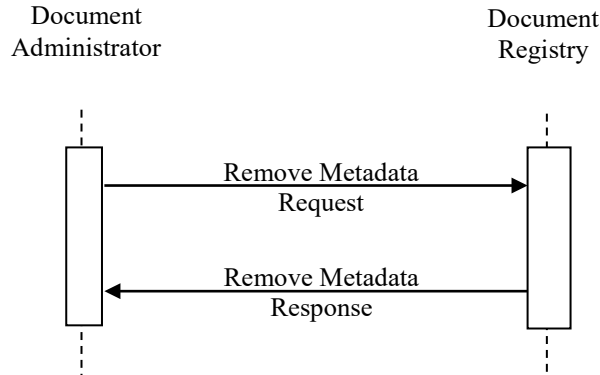 Document
Administrator
Document
Registry
Remove Metadata
Request
Remove Metadata
Response